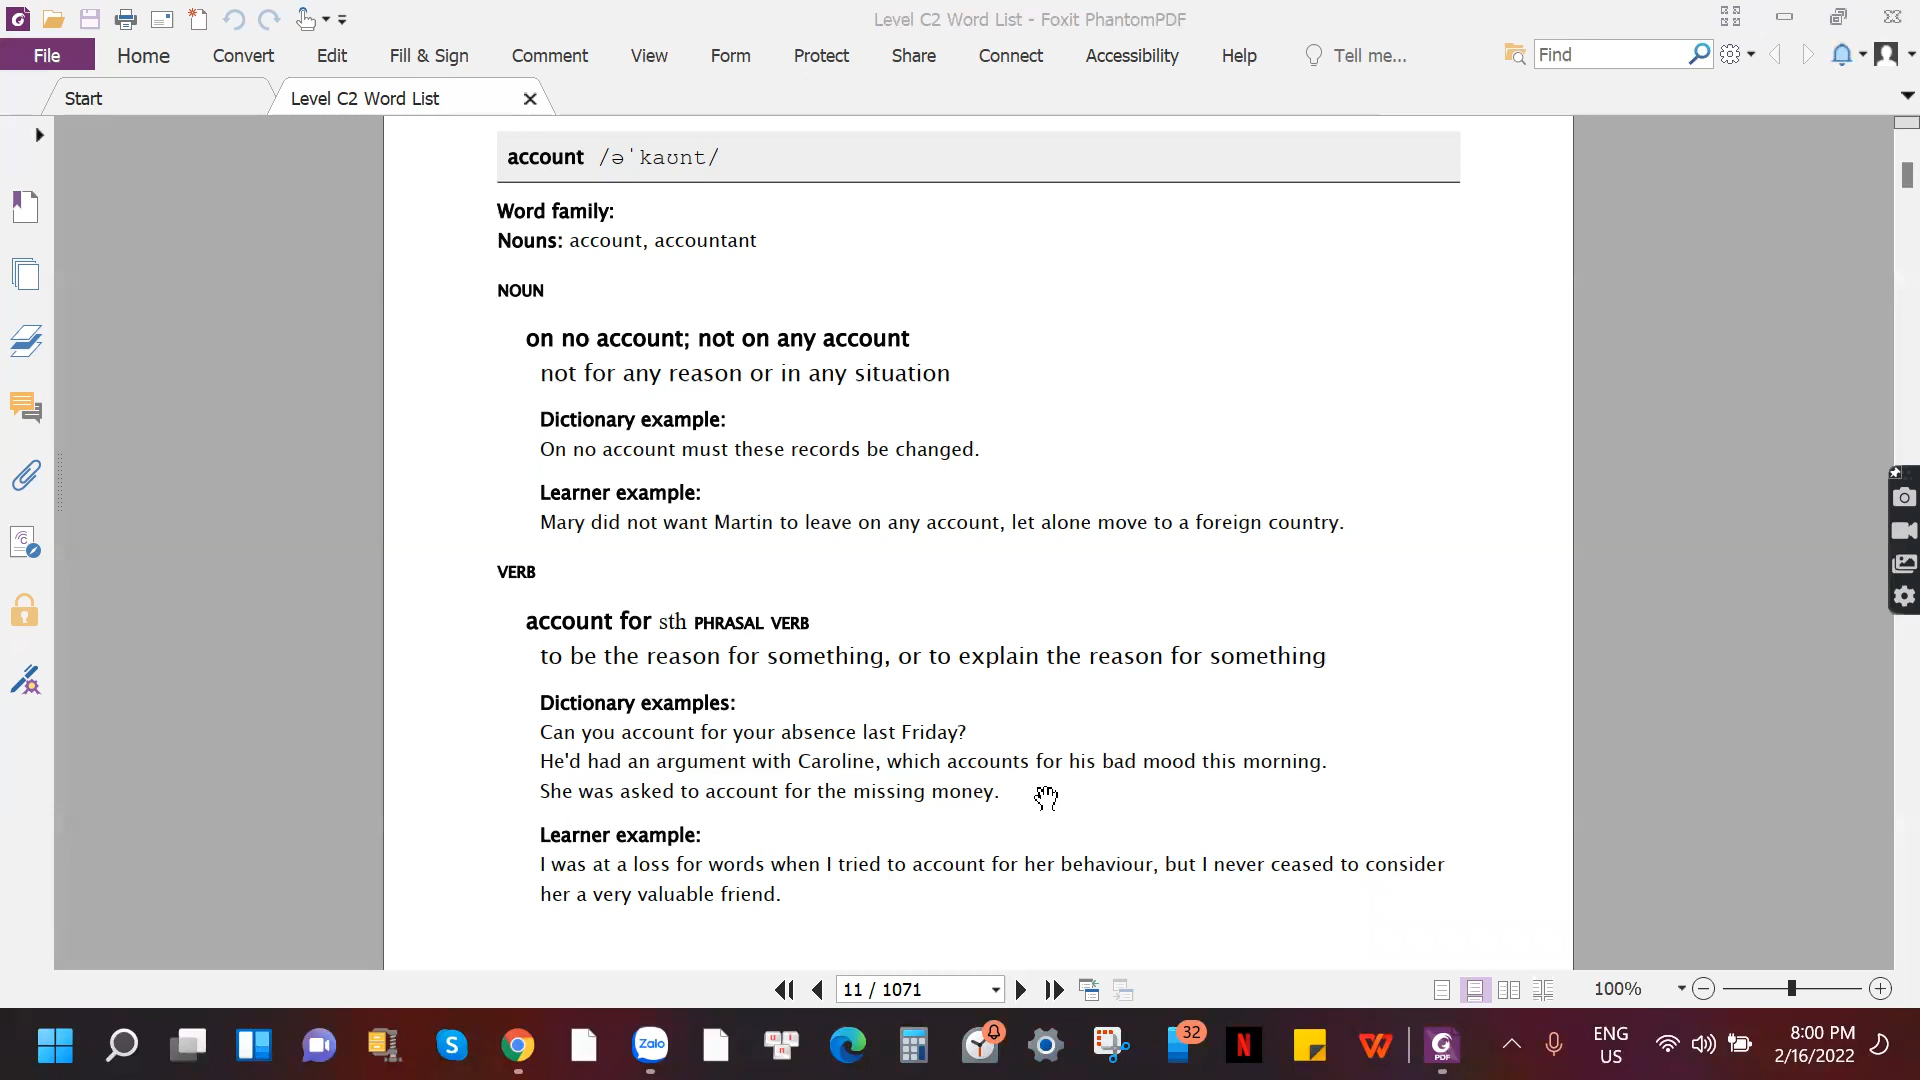 Level C2 Word List - Foxit PhantomPDF
File Home Convert Edit Fill & Sign Comment View Form Protect Share Connect Accessibility Help Tell me... Find
Start Level C2 Word List
account /əˈkaʊnt/
Word family:
Nouns: account, accountant
NOUN
on no account; not on any account
not for any reason or in any situation
Dictionary example:
On no account must these records be changed.
Learner example:
Mary did not want Martin to leave on any account, let alone move to a foreign country.
VERB
account for sth PHRASAL VERB
to be the reason for something, or to explain the reason for something
Dictionary examples:
Can you account for your absence last Friday?
He'd had an argument with Caroline, which accounts for his bad mood this morning.
She was asked to account for the missing money.
Learner example:
I was at a loss for words when I tried to account for her behaviour, but I never ceased to consider
her a very valuable friend.
11 / 1071 100%
Zalo 32 N PDF ENG 8:00 PM
US 2/16/2022